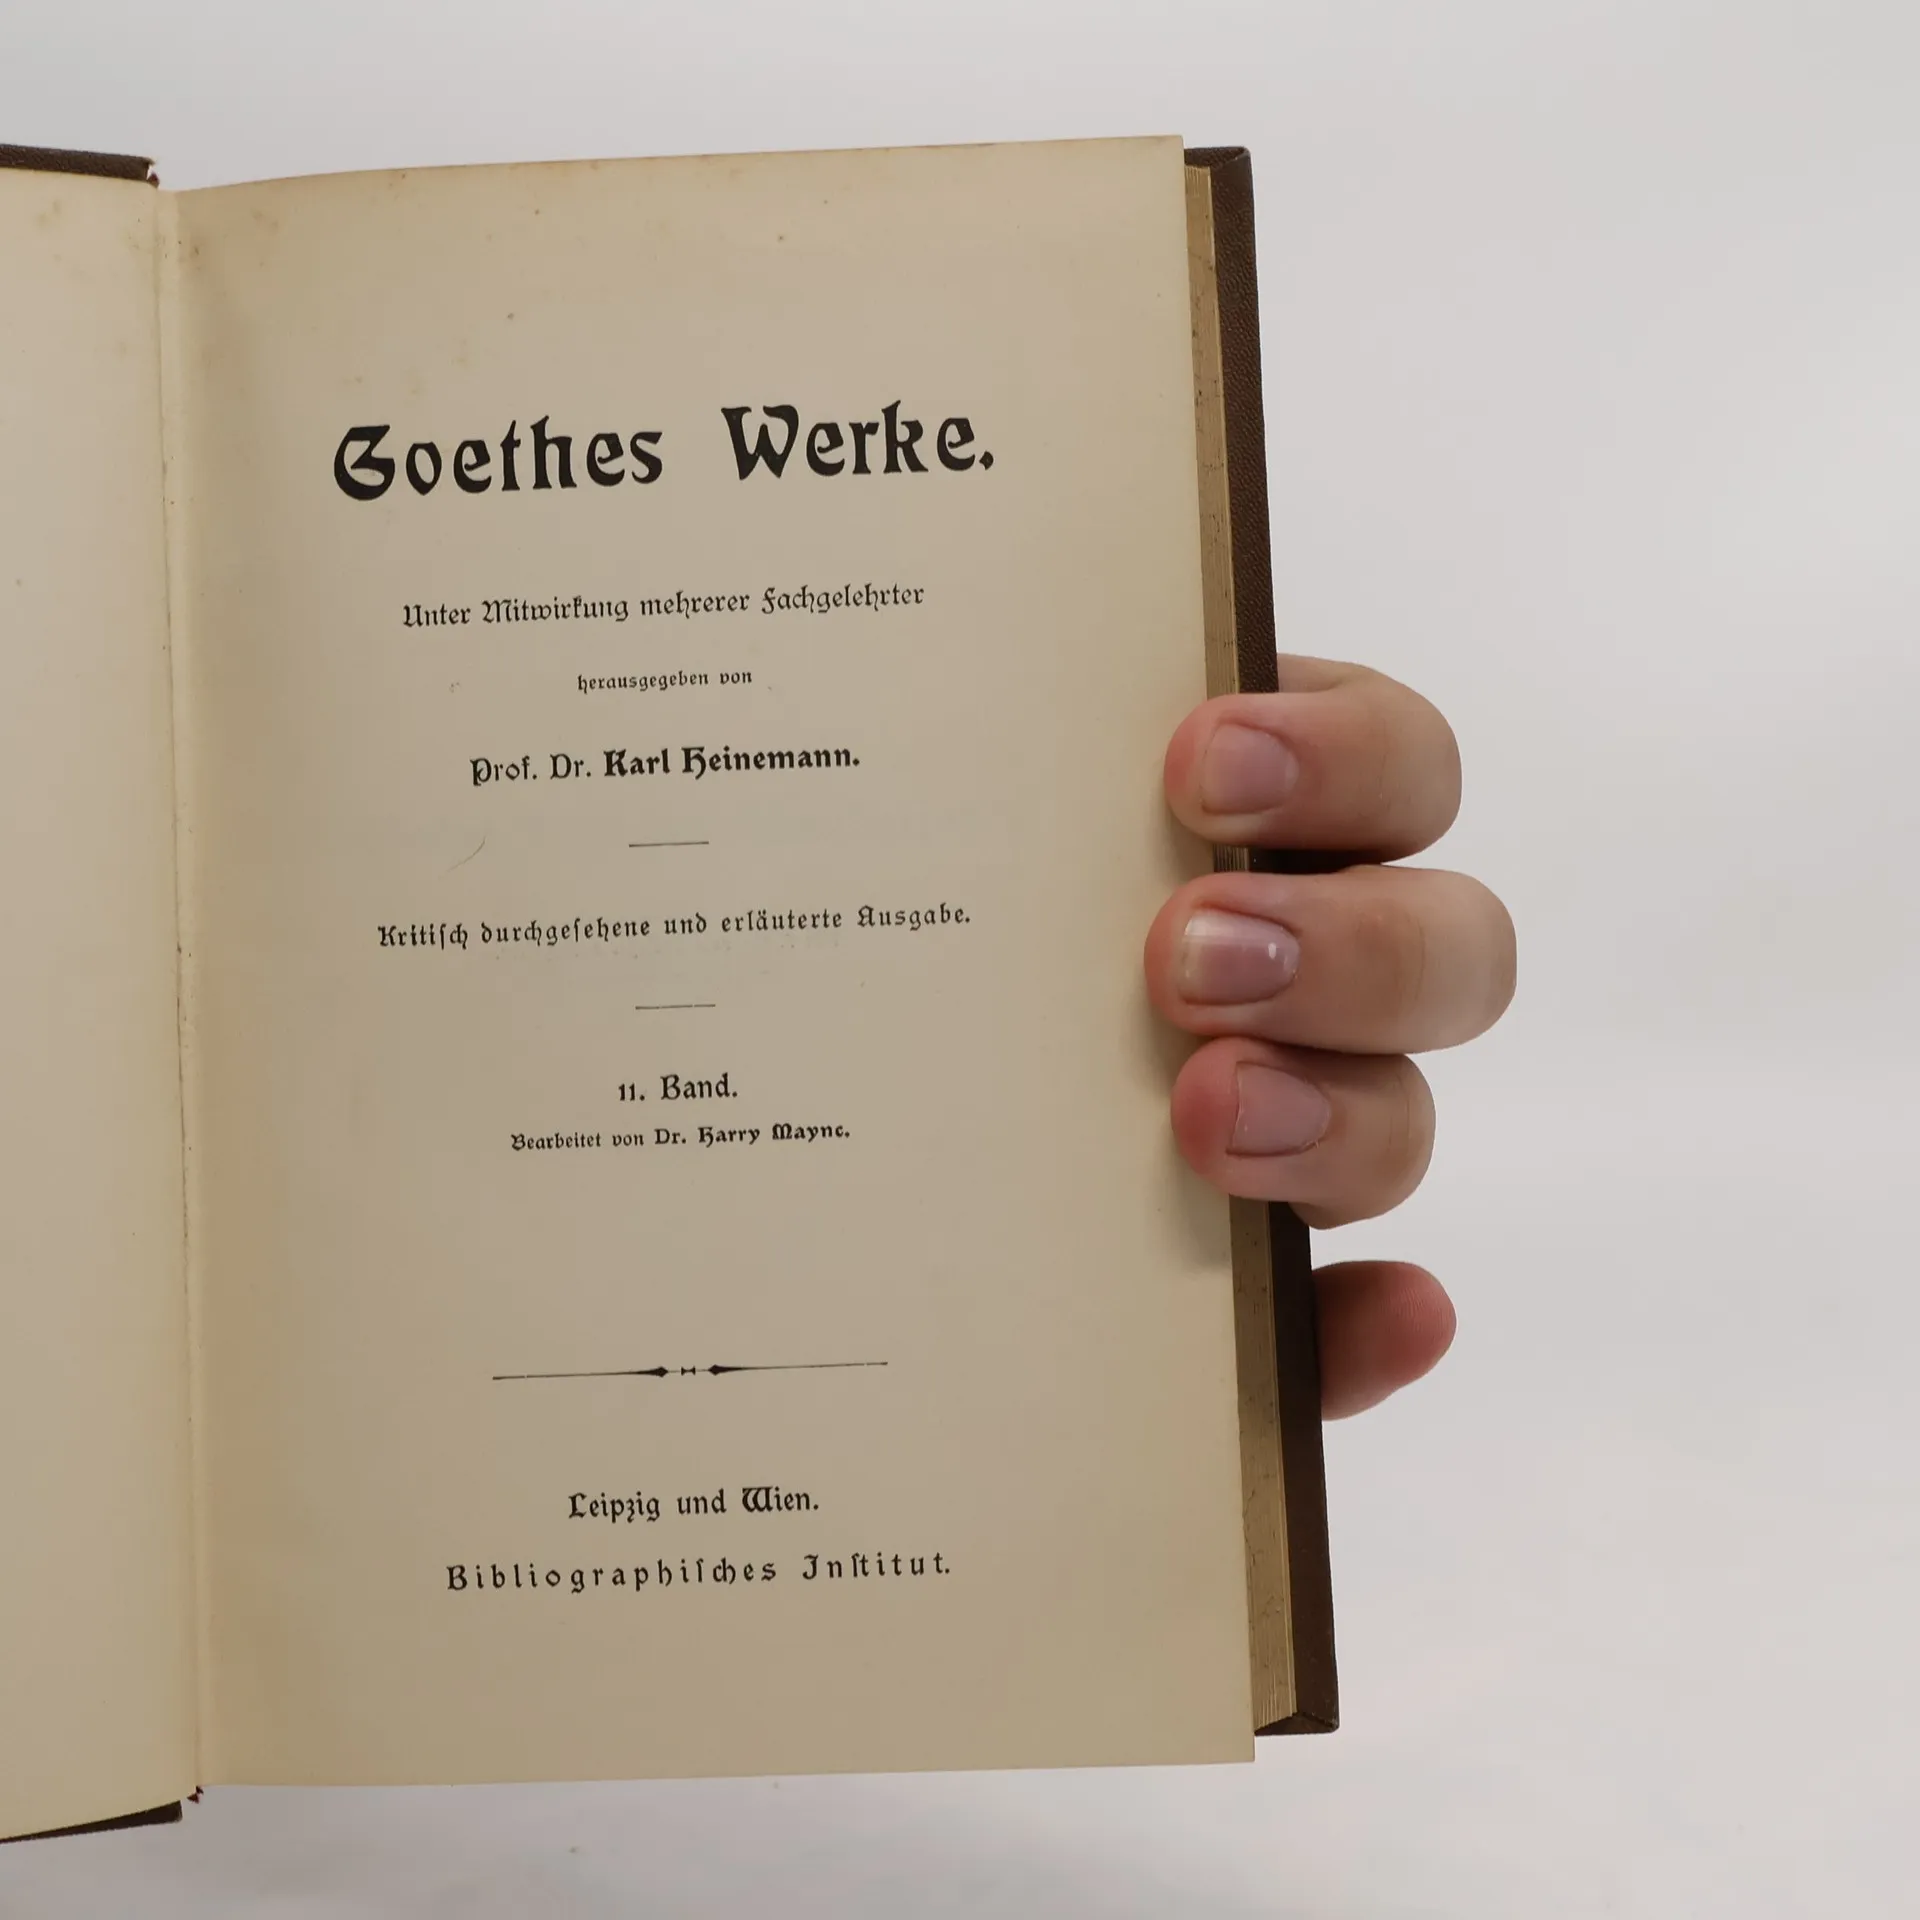 Goethes Werke.
Unter Mitwirkung mehrerer Fachgelehrter
herausgegeben von
Prof. Dr. Karl Heinemann.
Kritiſch durchgeſehene und erläuterte Ausgabe.
11. Band.
Bearbeitet von Dr. Harry Maync.
Leipzig und Wien.
Bibliographiſches Inſtitut.